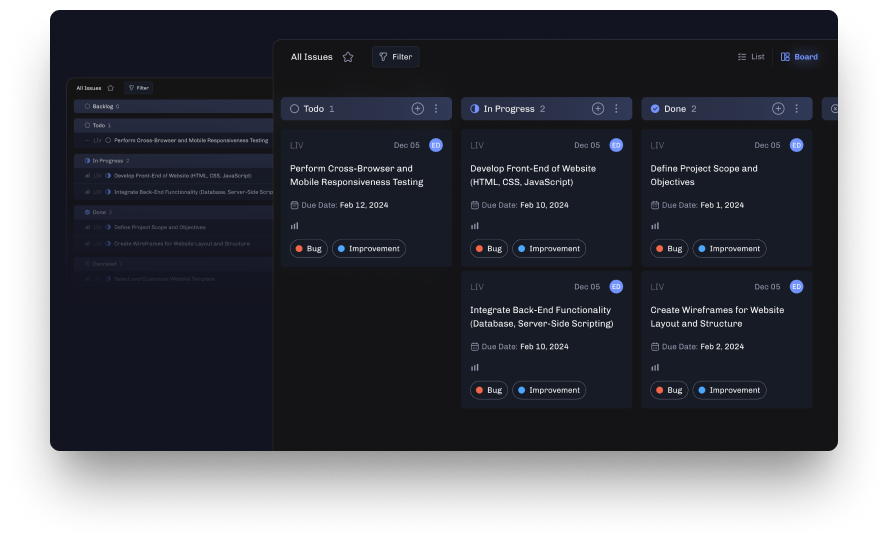 All Issues
Filter
Backlog 0
Todo 1
LIV Perform Cross-Browser and Mobile Responsiveness Testing
In Progress 2
LIV Develop Front-End of Website (HTML, CSS, JavaScript)
LIV Integrate Back-End Functionality (Database, Server-Side Scrip
Done 2
LIV Define Project Scope and Objectives
LIV Create Wireframes for Website Layout and Structure
All Issues
Filter
List
Board
Todo 1
LIV Dec 05 ED
Perform Cross-Browser and
Mobile Responsiveness Testing
Due Date: Feb 12, 2024
Bug Improvement
In Progress 2
LIV Dec 05 ED
Develop Front-End of Website
(HTML, CSS, JavaScript)
Due Date: Feb 10, 2024
Bug Improvement
LIV Dec 05 ED
Integrate Back-End Functionality
(Database, Server-Side Scripting)
Due Date: Feb 10, 2024
Bug Improvement
Done 2
LIV Dec 05 ED
Define Project Scope and
Objectives
Due Date: Feb 1, 2024
Bug Improvement
LIV Dec 05 ED
Create Wireframes for Website
Layout and Structure
Due Date: Feb 2, 2024
Bug Improvement